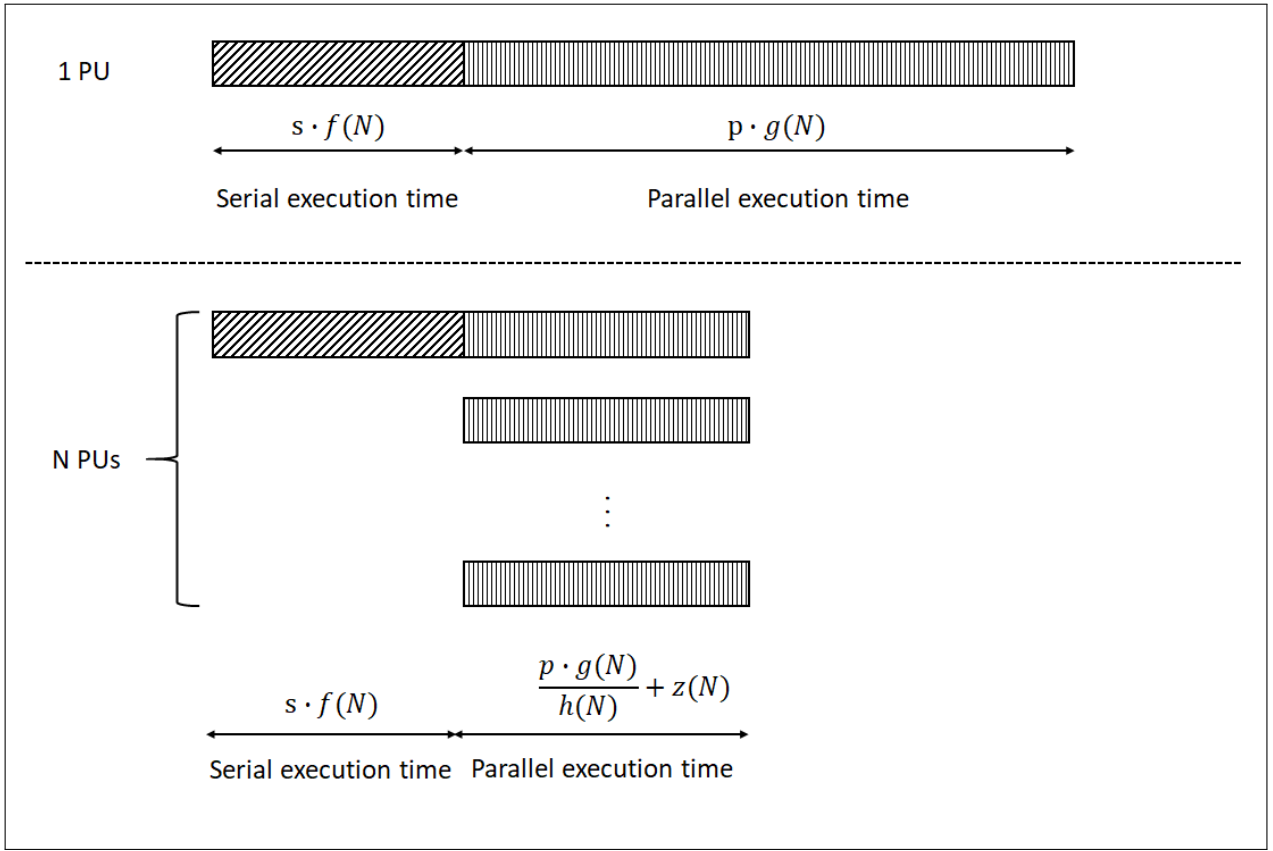 1 PU
s · f(N)
p · g(N)
Serial execution time
Parallel execution time
N PUs
⋮
s · f(N)
p · g(N)
h(N)
+ z(N)
Serial execution time
Parallel execution time